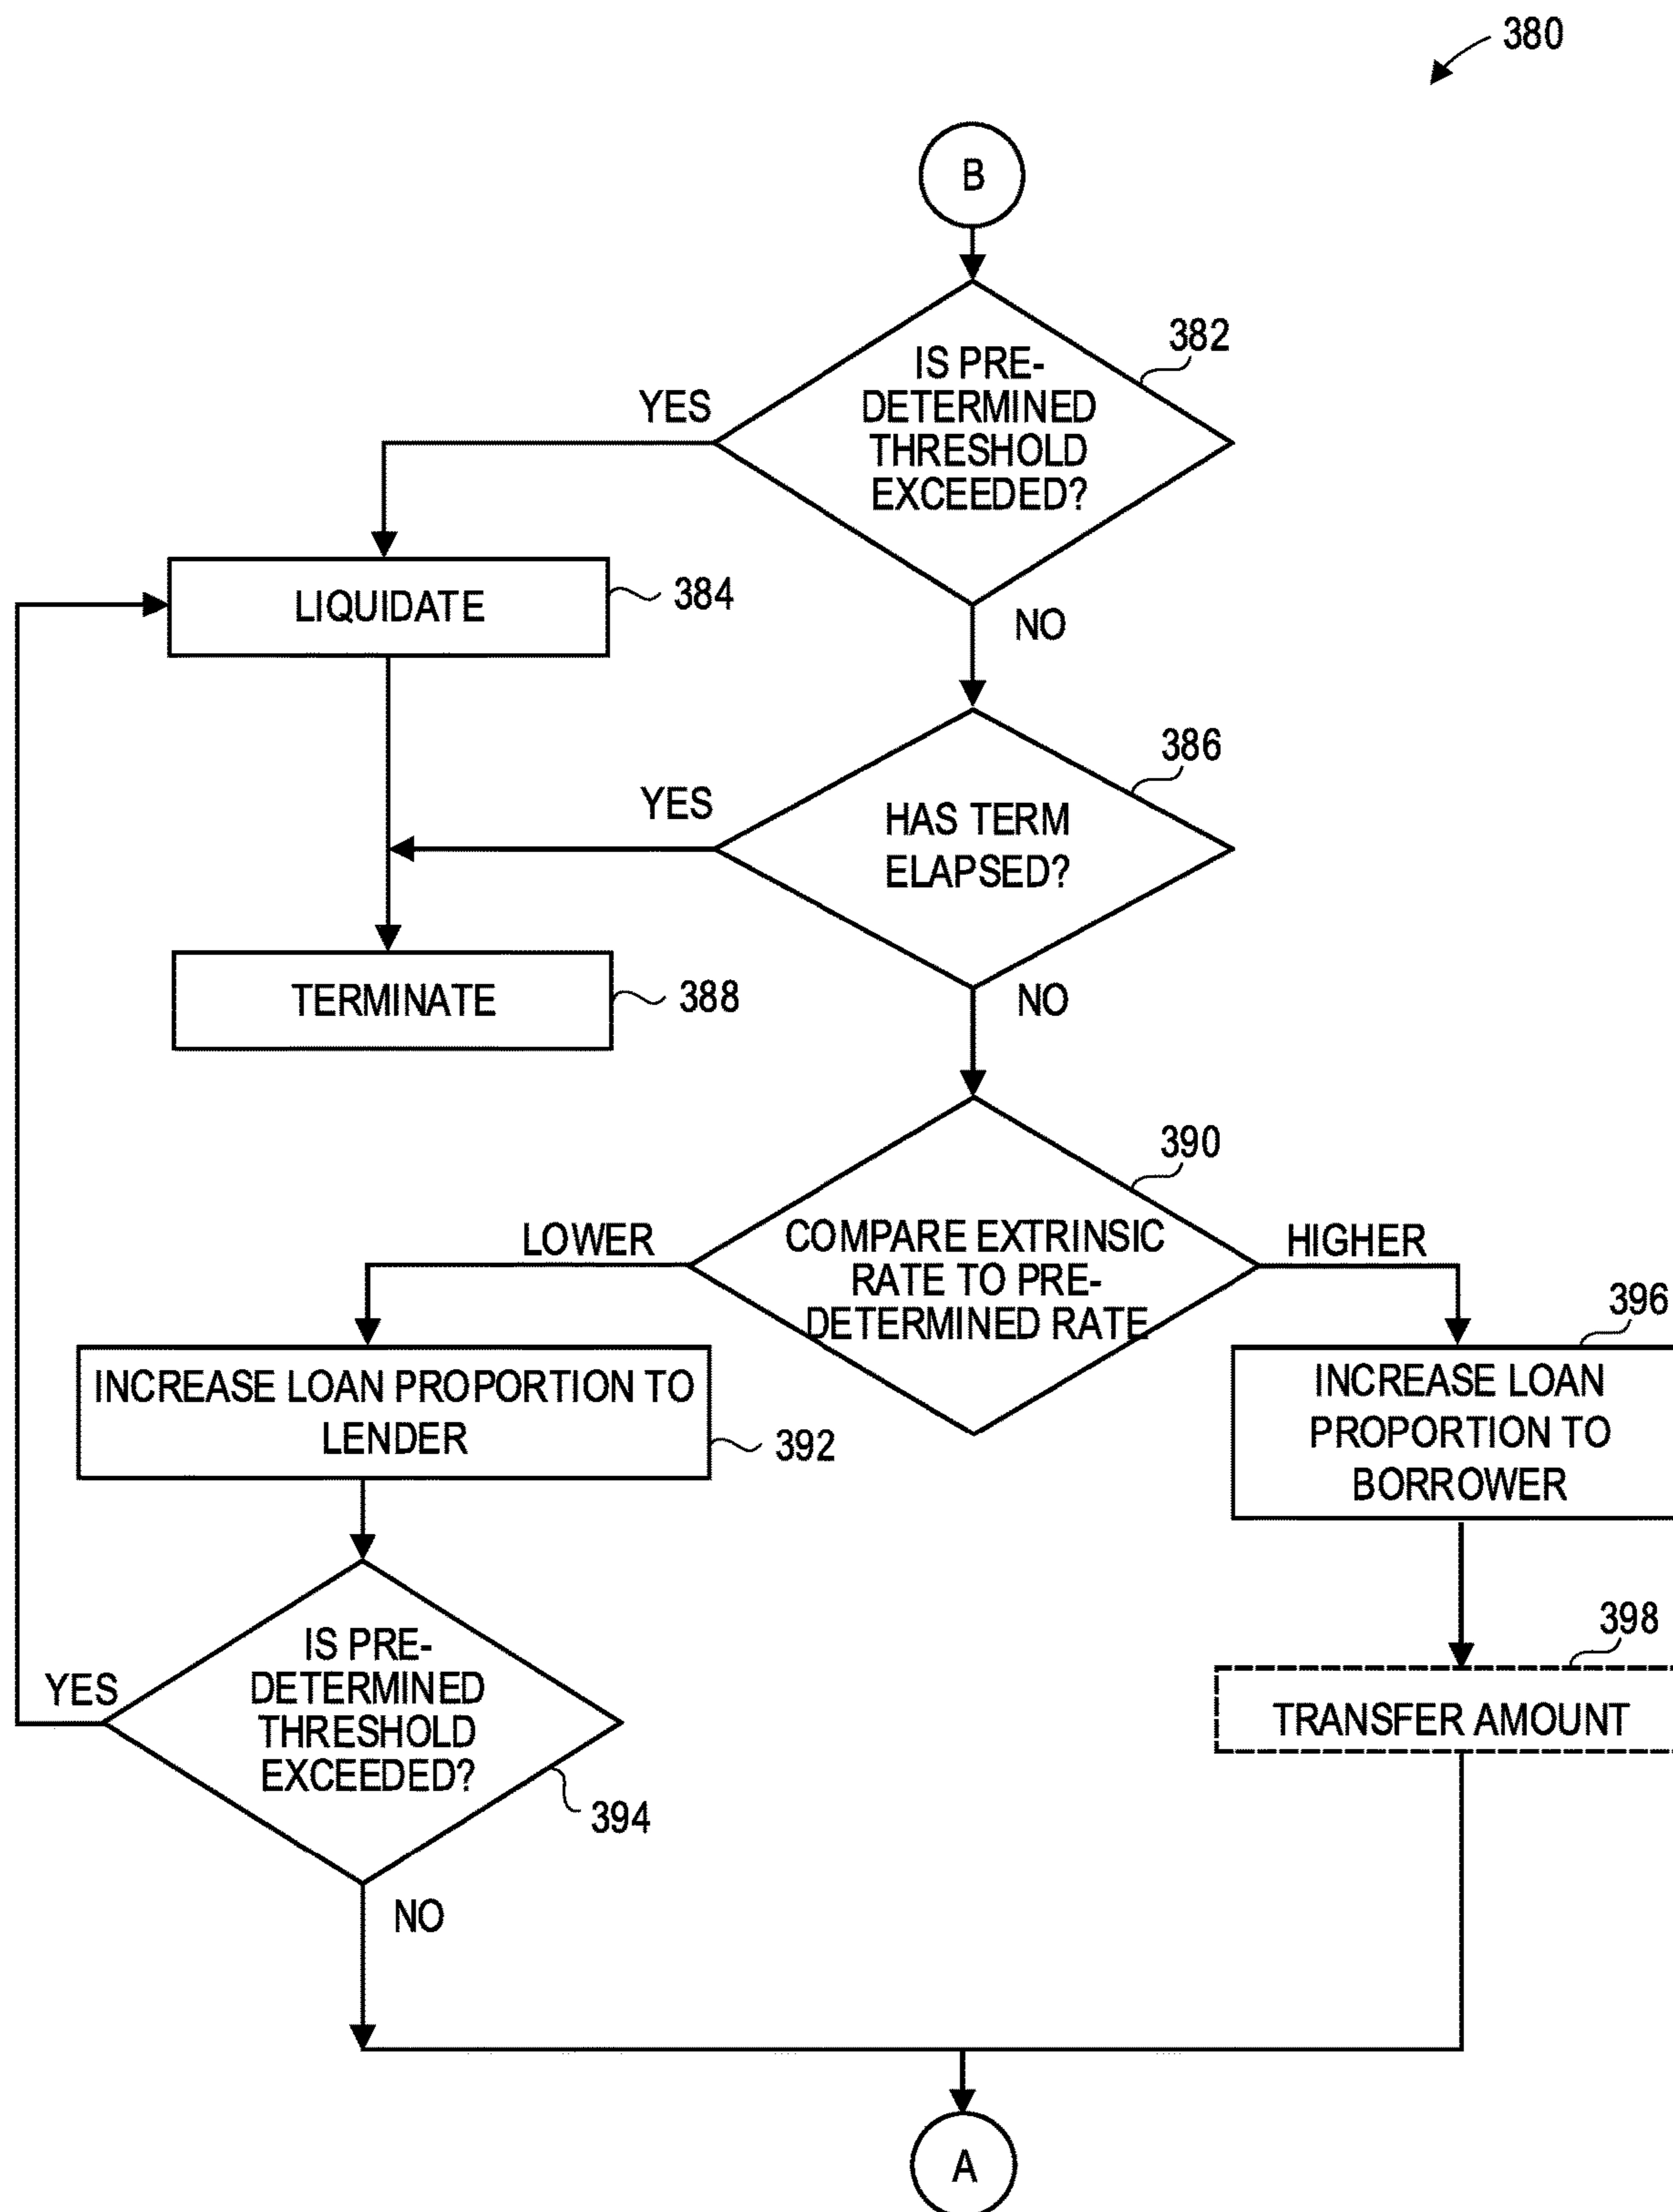 380
B
382
IS PRE-
DETERMINED
THRESHOLD
EXCEEDED?
YES
NO
LIQUIDATE
384
386
HAS TERM
ELAPSED?
YES
NO
TERMINATE
388
390
COMPARE EXTRINSIC
RATE TO PRE-
DETERMINED RATE
LOWER
HIGHER
INCREASE LOAN PROPORTION TO
LENDER
392
396
INCREASE LOAN
PROPORTION TO
BORROWER
IS PRE-
DETERMINED
THRESHOLD
EXCEEDED?
YES
394
NO
398
TRANSFER AMOUNT
A